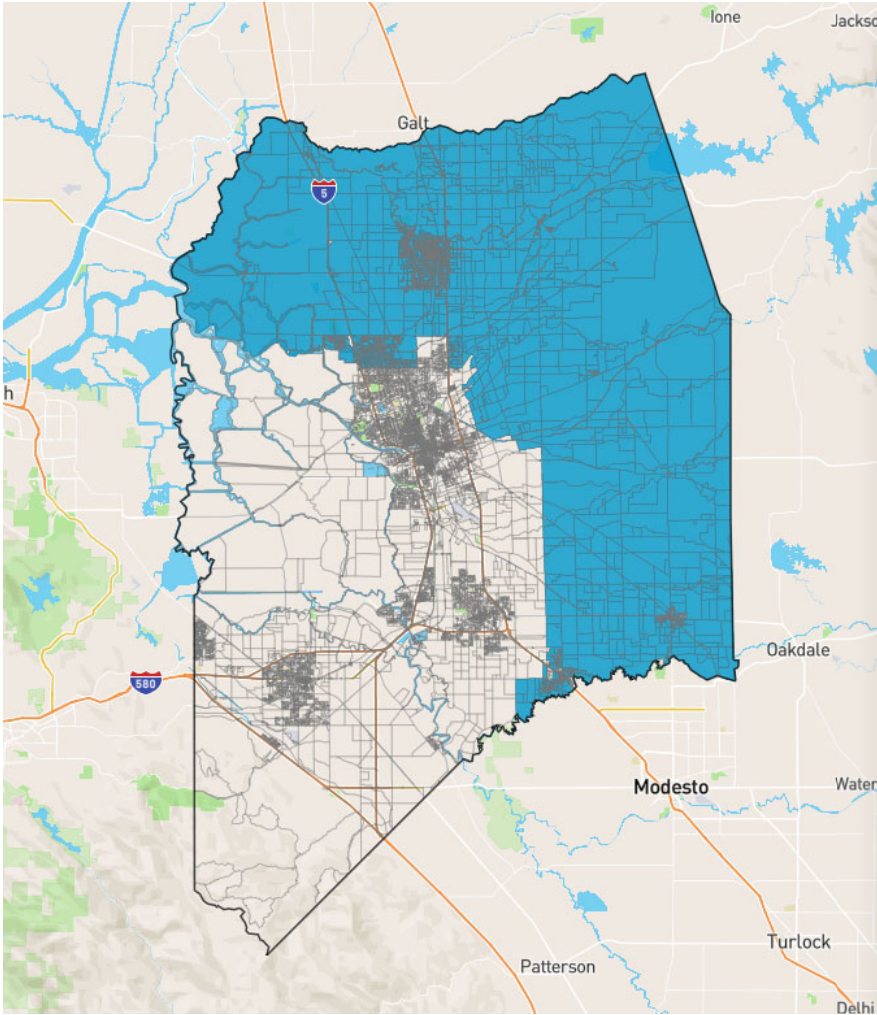 Ione
Jackso
Galt
5
h
Oakdale
580
Modesto
Water
Turlock
Patterson
Delhi